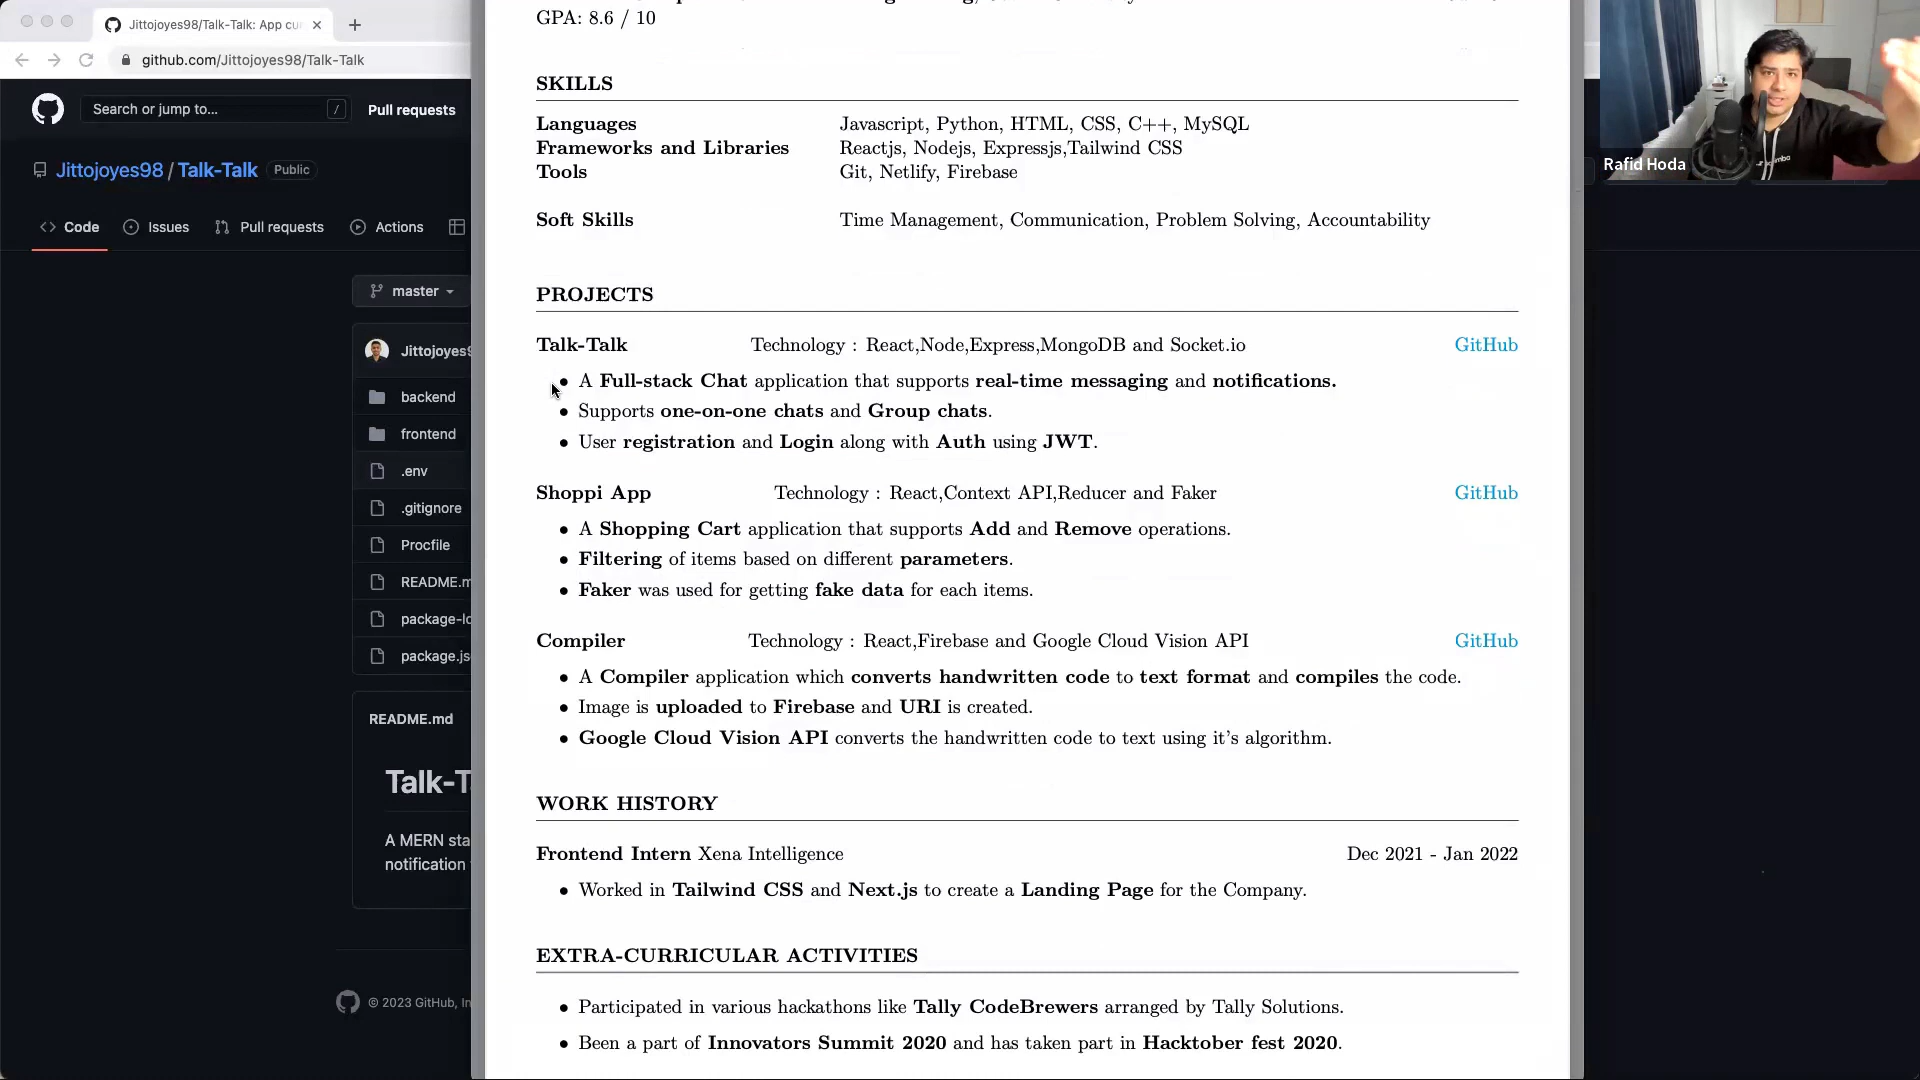 Jittojoyes98/Talk-Talk: App cu
github.com/Jittojoyes98/Talk-Talk
Search or jump to...
/
Pull requests
Jittojoyes98 / Talk-Talk
Public
Code
Issues
Pull requests
Actions
master
Jittojoyes9
backend
frontend
.env
.gitignore
Procfile
README.m
package-lo
package.js
README.md
Talk-T
A MERN sta
notification
© 2023 GitHub, In
GPA: 8.6 / 10
SKILLS
Languages Javascript, Python, HTML, CSS, C++, MySQL
Frameworks and Libraries Reactjs, Nodejs, Expressjs,Tailwind CSS
Tools Git, Netlify, Firebase
Soft Skills Time Management, Communication, Problem Solving, Accountability
PROJECTS
Talk-Talk Technology : React,Node,Express,MongoDB and Socket.io GitHub
• A Full-stack Chat application that supports real-time messaging and notifications.
• Supports one-on-one chats and Group chats.
• User registration and Login along with Auth using JWT.
Shoppi App Technology : React,Context API,Reducer and Faker GitHub
• A Shopping Cart application that supports Add and Remove operations.
• Filtering of items based on different parameters.
• Faker was used for getting fake data for each items.
Compiler Technology : React,Firebase and Google Cloud Vision API GitHub
• A Compiler application which converts handwritten code to text format and compiles the code.
• Image is uploaded to Firebase and URI is created.
• Google Cloud Vision API converts the handwritten code to text using it's algorithm.
WORK HISTORY
Frontend Intern Xena Intelligence Dec 2021 - Jan 2022
• Worked in Tailwind CSS and Next.js to create a Landing Page for the Company.
EXTRA-CURRICULAR ACTIVITIES
• Participated in various hackathons like Tally CodeBrewers arranged by Tally Solutions.
• Been a part of Innovators Summit 2020 and has taken part in Hacktober fest 2020.
Rafid Hoda